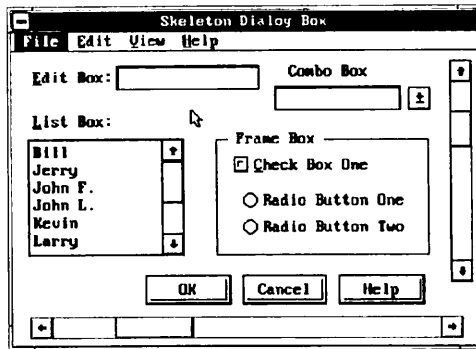 Skeleton Dialog Box
File Edit View Help
Edit Box:
Combo Box
List Box:
Bill
Jerry
John F.
John L.
Kevin
Larry
Frame Box
Check Box One
Radio Button One
Radio Button Two
OK Cancel Help